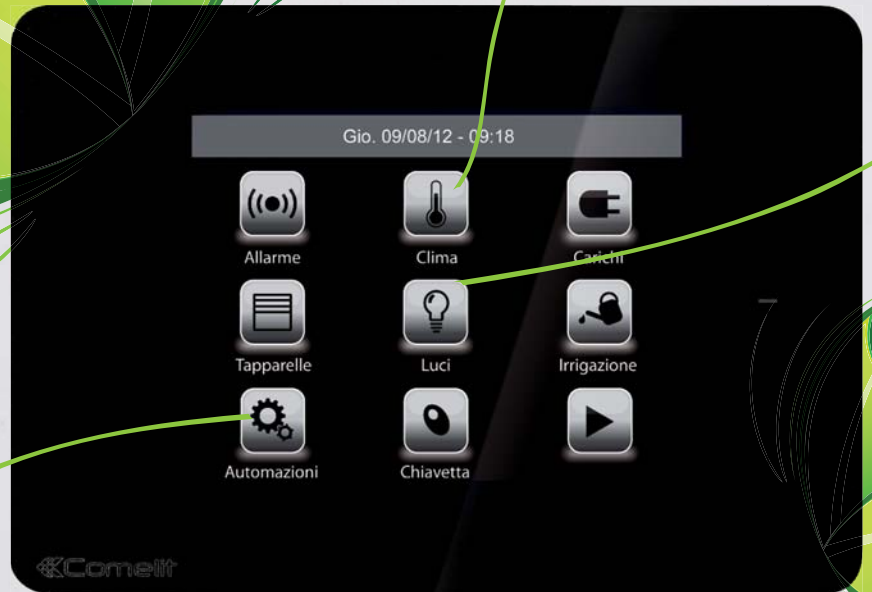 Gio. 09/08/12 - 09:18
Allarme Clima Carichi
Tapparelle Luci Irrigazione
Automazioni Chiavetta
Comelit